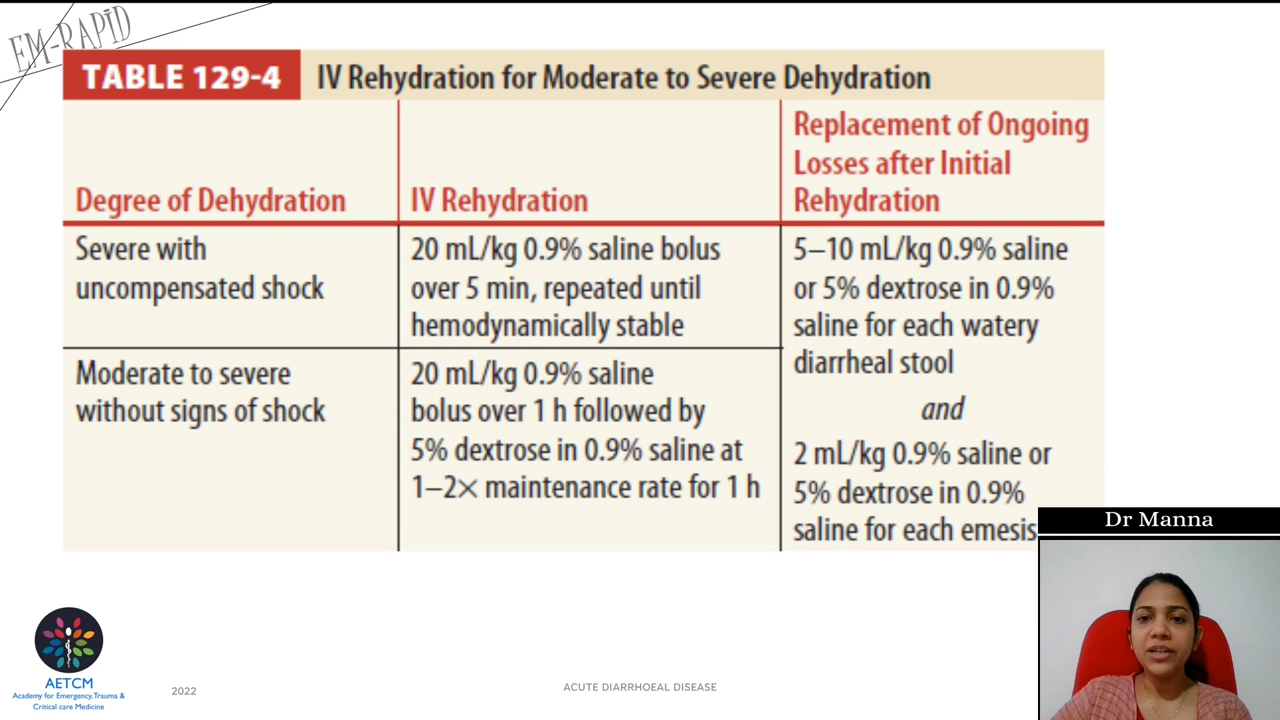 EM-RAPID
TABLE 129-4 IV Rehydration for Moderate to Severe Dehydration
Degree of Dehydration
IV Rehydration
Replacement of Ongoing
Losses after Initial
Rehydration
Severe with
uncompensated shock
20 mL/kg 0.9% saline bolus
over 5 min, repeated until
hemodynamically stable
Moderate to severe
without signs of shock
20 mL/kg 0.9% saline
bolus over 1 h followed by
5% dextrose in 0.9% saline at
1–2× maintenance rate for 1 h
5–10 mL/kg 0.9% saline
or 5% dextrose in 0.9%
saline for each watery
diarrheal stool
and
2 mL/kg 0.9% saline or
5% dextrose in 0.9%
saline for each emesis
Dr Manna
AETCM
Academy for Emergency, Trauma &
Critical care Medicine
2022
ACUTE DIARRHOEAL DISEASE